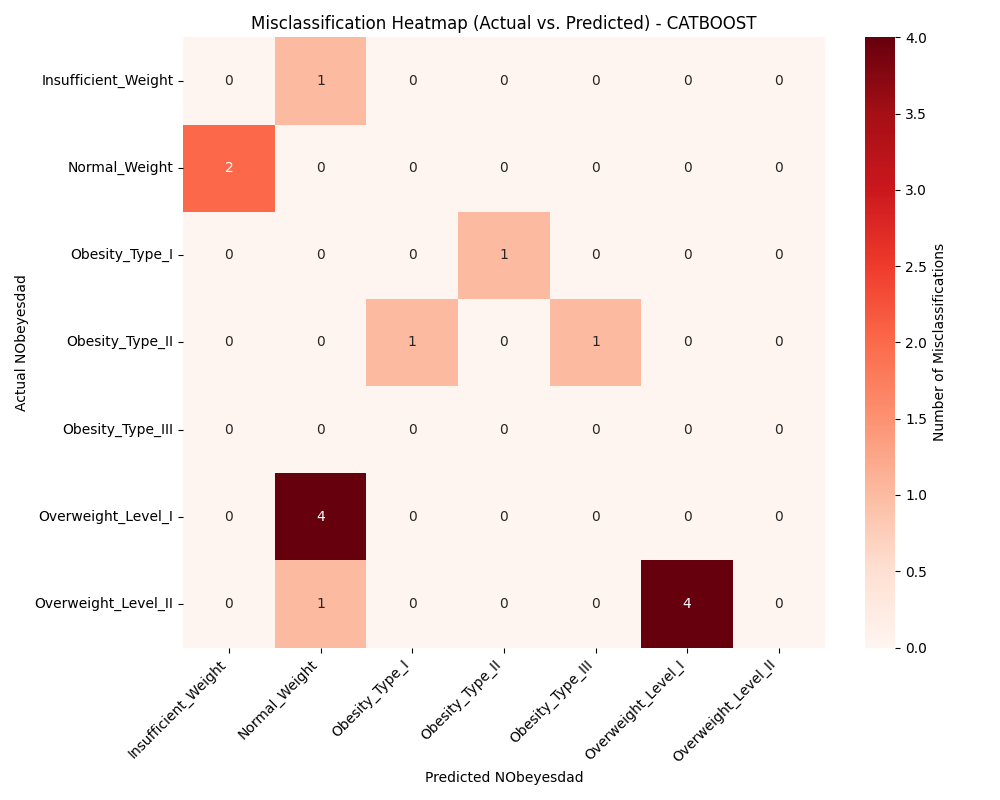 Misclassification Heatmap (Actual vs. Predicted) - CATBOOST
Actual NObeyesdad
Insufficient_Weight 0 1 0 0 0 0 0
Normal_Weight 2 0 0 0 0 0 0
Obesity_Type_I 0 0 0 1 0 0 0
Obesity_Type_II 0 0 1 0 1 0 0
Obesity_Type_III 0 0 0 0 0 0 0
Overweight_Level_I 0 4 0 0 0 0 0
Overweight_Level_II 0 1 0 0 0 4 0
Insufficient_Weight
Normal_Weight
Obesity_Type_I
Obesity_Type_II
Obesity_Type_III
Overweight_Level_I
Overweight_Level_II
Predicted NObeyesdad
4.0
3.5
3.0
2.5
2.0
1.5
1.0
0.5
0.0
Number of Misclassifications